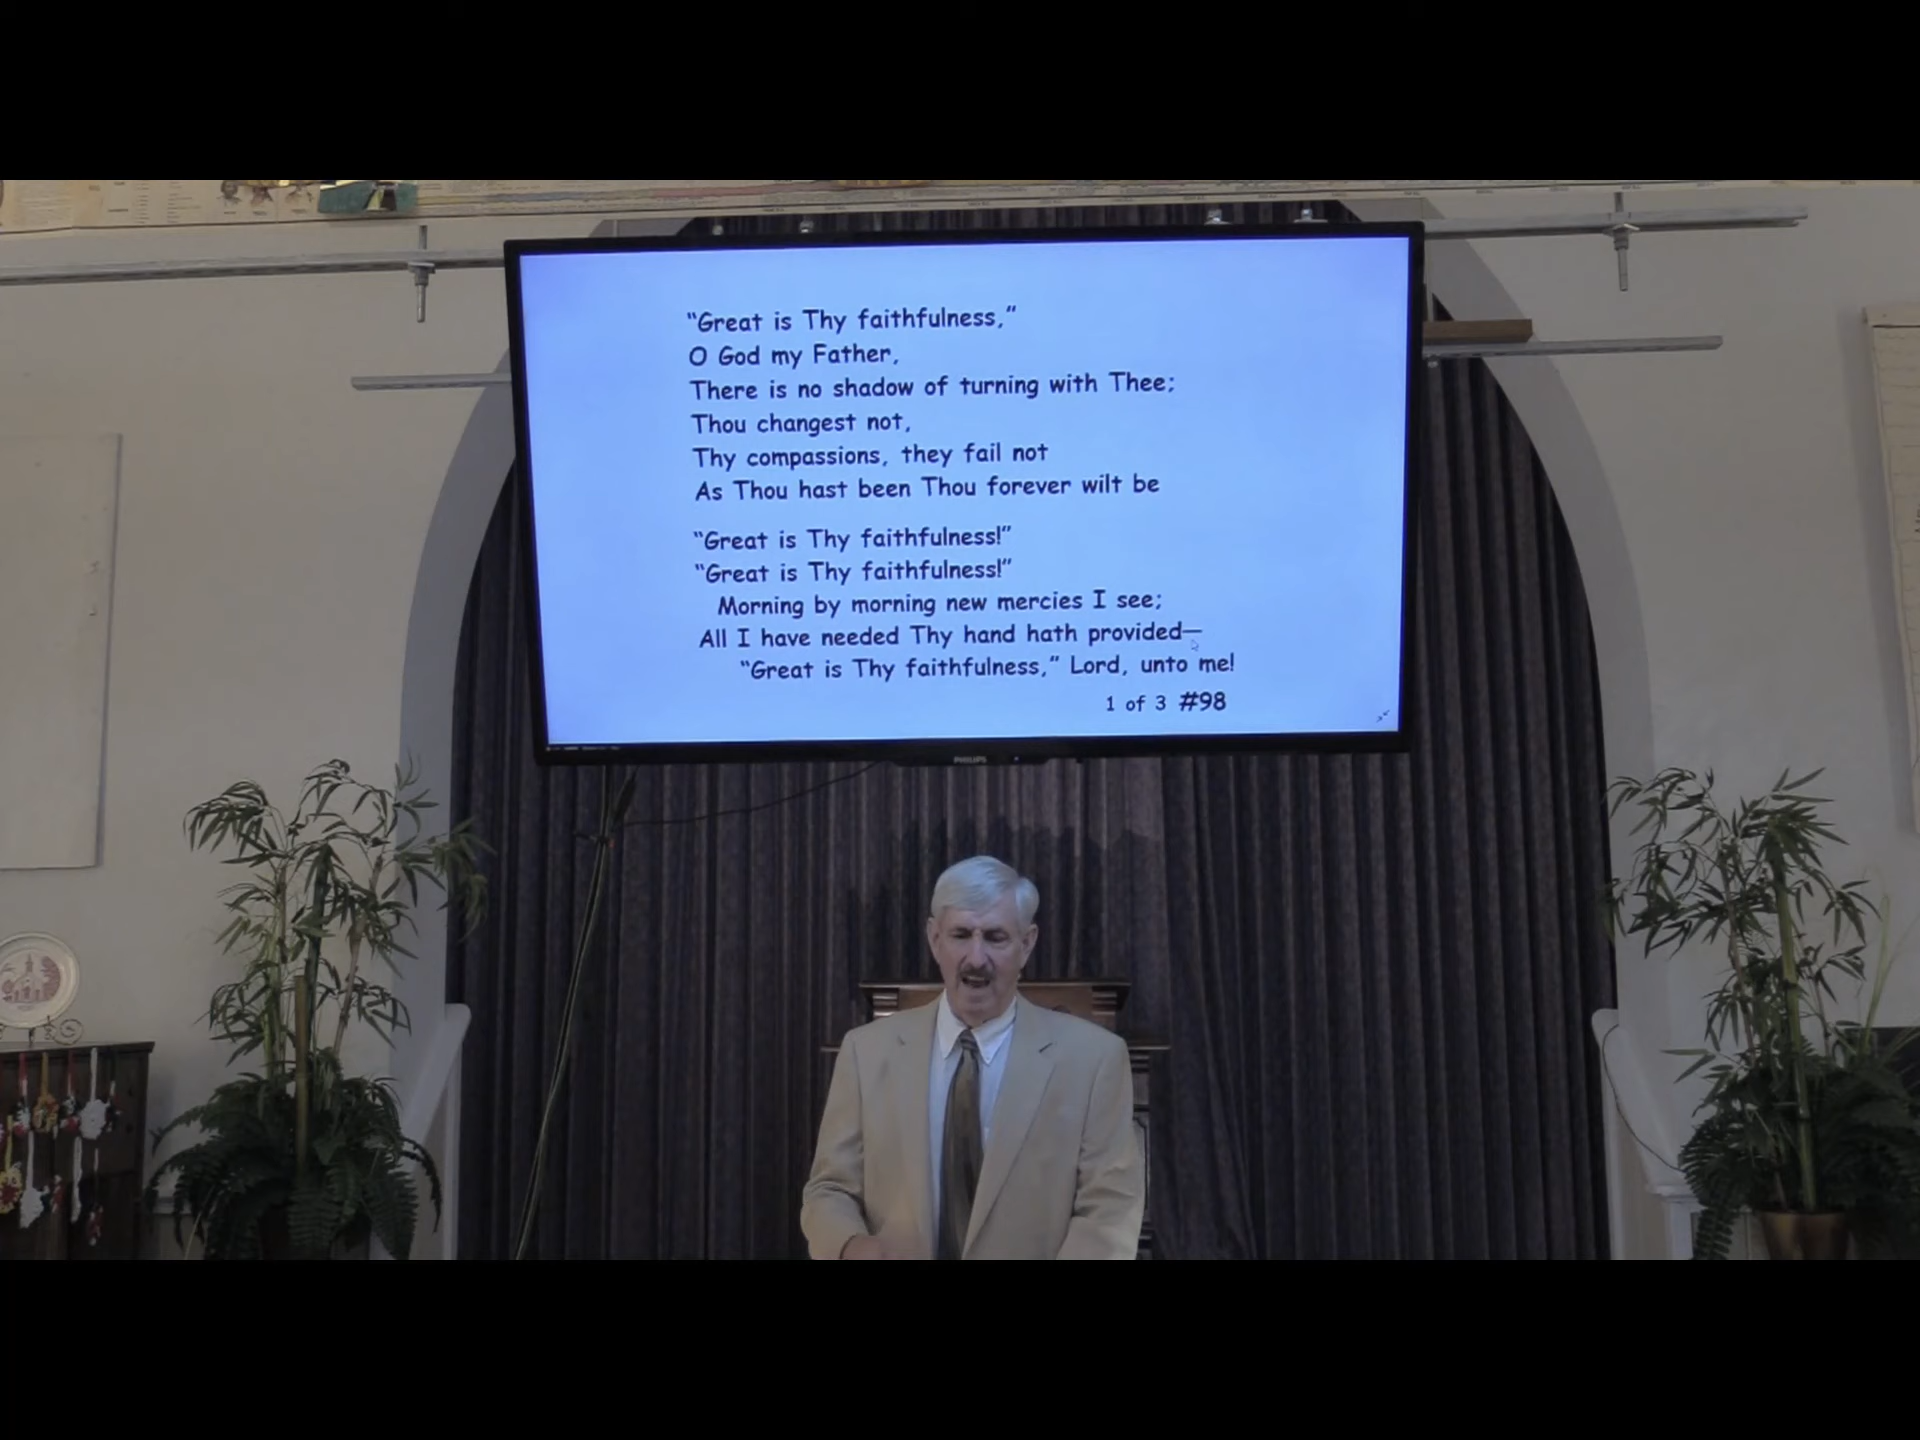 “Great is Thy faithfulness,”
O God my Father,
There is no shadow of turning with Thee;
Thou changest not,
Thy compassions, they fail not
As Thou hast been Thou forever wilt be
“Great is Thy faithfulness!”
“Great is Thy faithfulness!”
Morning by morning new mercies I see;
All I have needed Thy hand hath provided—
“Great is Thy faithfulness,” Lord, unto me!
1 of 3 #98
PHILIPS